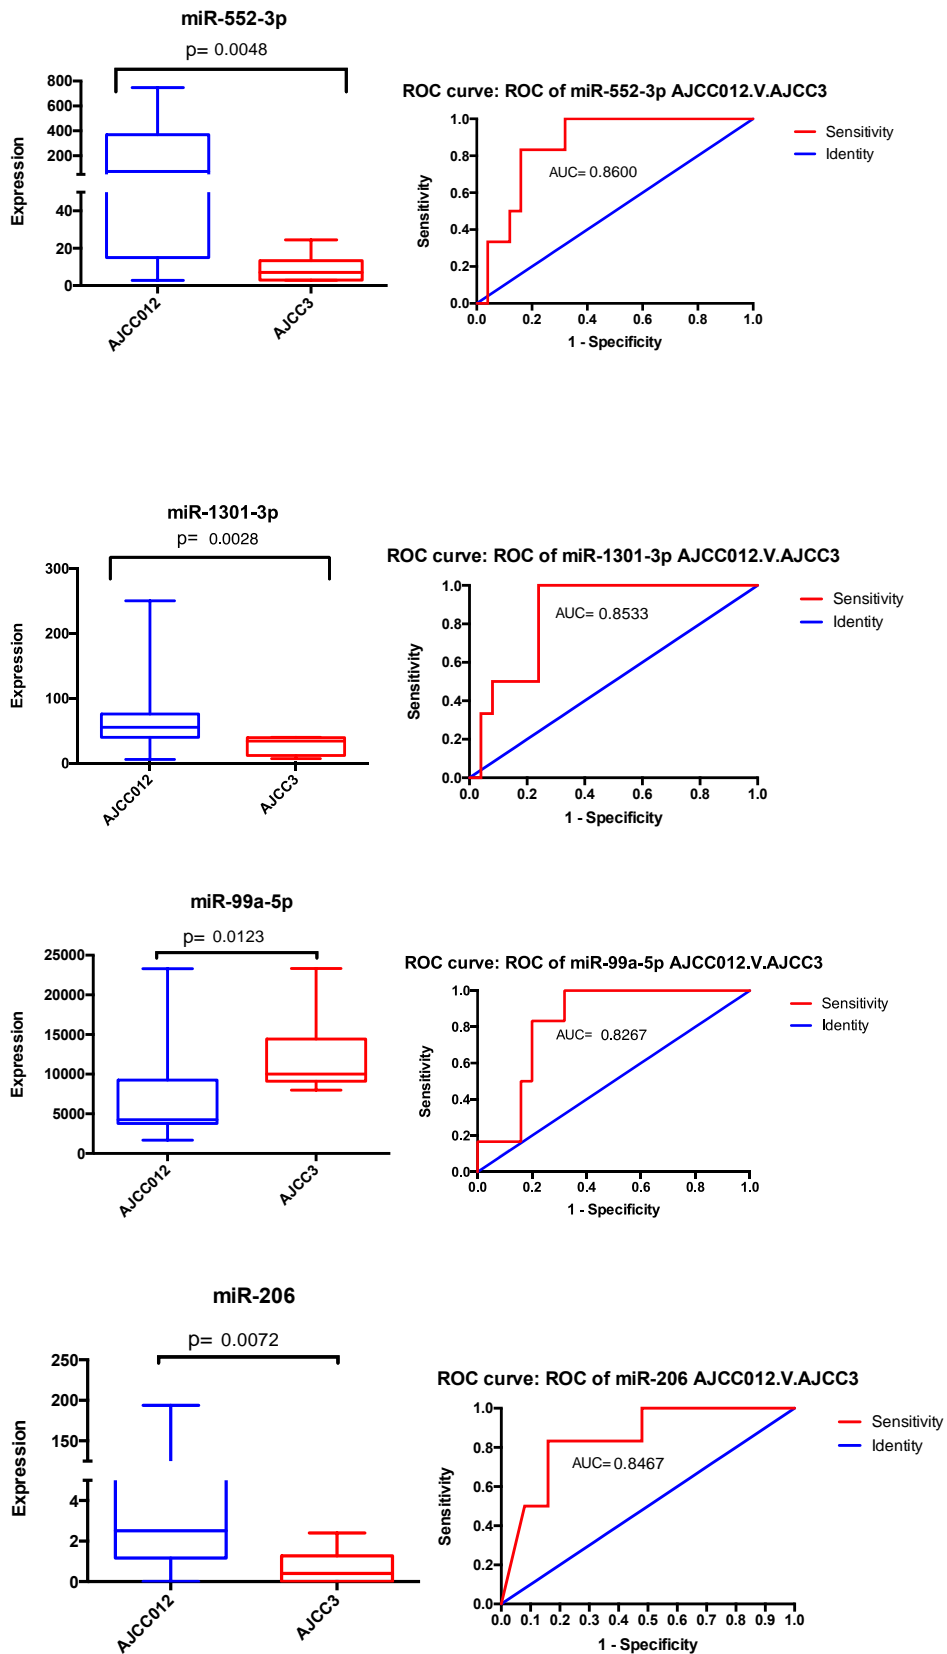 miR-552-3p
p= 0.0048
800
600
400
200
40
20
0
Expression
AJCC012
AJCC3
ROC curve: ROC of miR-552-3p AJCC012.V.AJCC3
1.0
0.8
0.6
0.4
0.2
0.0
Sensitivity
AUC= 0.8600
0.0 0.2 0.4 0.6 0.8 1.0
1 - Specificity
Sensitivity
Identity
miR-1301-3p
p= 0.0028
300
200
100
0
Expression
AJCC012
AJCC3
ROC curve: ROC of miR-1301-3p AJCC012.V.AJCC3
1.0
0.8
0.6
0.4
0.2
0.0
Sensitivity
AUC= 0.8533
0.0 0.2 0.4 0.6 0.8 1.0
1 - Specificity
Sensitivity
Identity
miR-99a-5p
p= 0.0123
25000
20000
15000
10000
5000
0
Expression
AJCC012
AJCC3
ROC curve: ROC of miR-99a-5p AJCC012.V.AJCC3
1.0
0.8
0.6
0.4
0.2
0.0
Sensitivity
AUC= 0.8267
0.0 0.2 0.4 0.6 0.8 1.0
1 - Specificity
Sensitivity
Identity
miR-206
p= 0.0072
250
200
150
4
2
0
Expression
AJCC012
AJCC3
ROC curve: ROC of miR-206 AJCC012.V.AJCC3
1.0
0.8
0.6
0.4
0.2
0.0
Sensitivity
AUC= 0.8467
0.0 0.1 0.2 0.3 0.4 0.5 0.6 0.7 0.8 0.9 1.0
1 - Specificity
Sensitivity
Identity